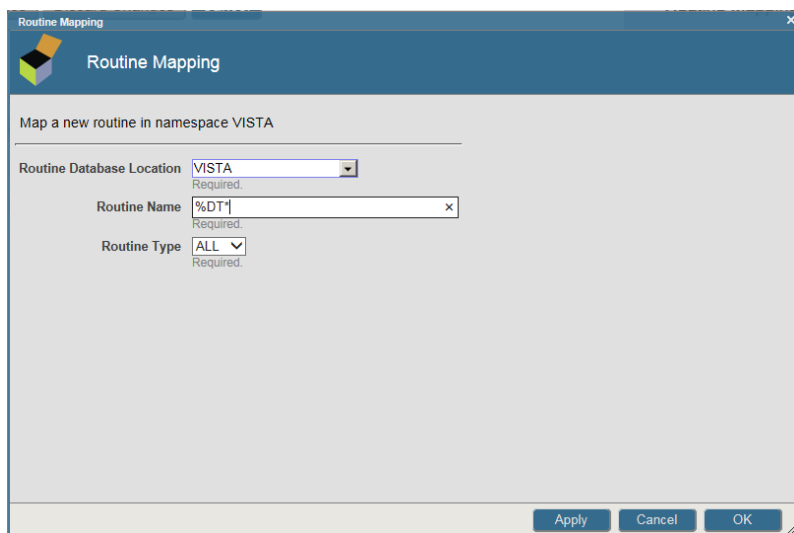 Routine Mapping
×
Routine Mapping
Map a new routine in namespace VISTA
Routine Database Location VISTA
Required.
Routine Name %DT* ×
Required.
Routine Type ALL
Required.
Apply Cancel OK